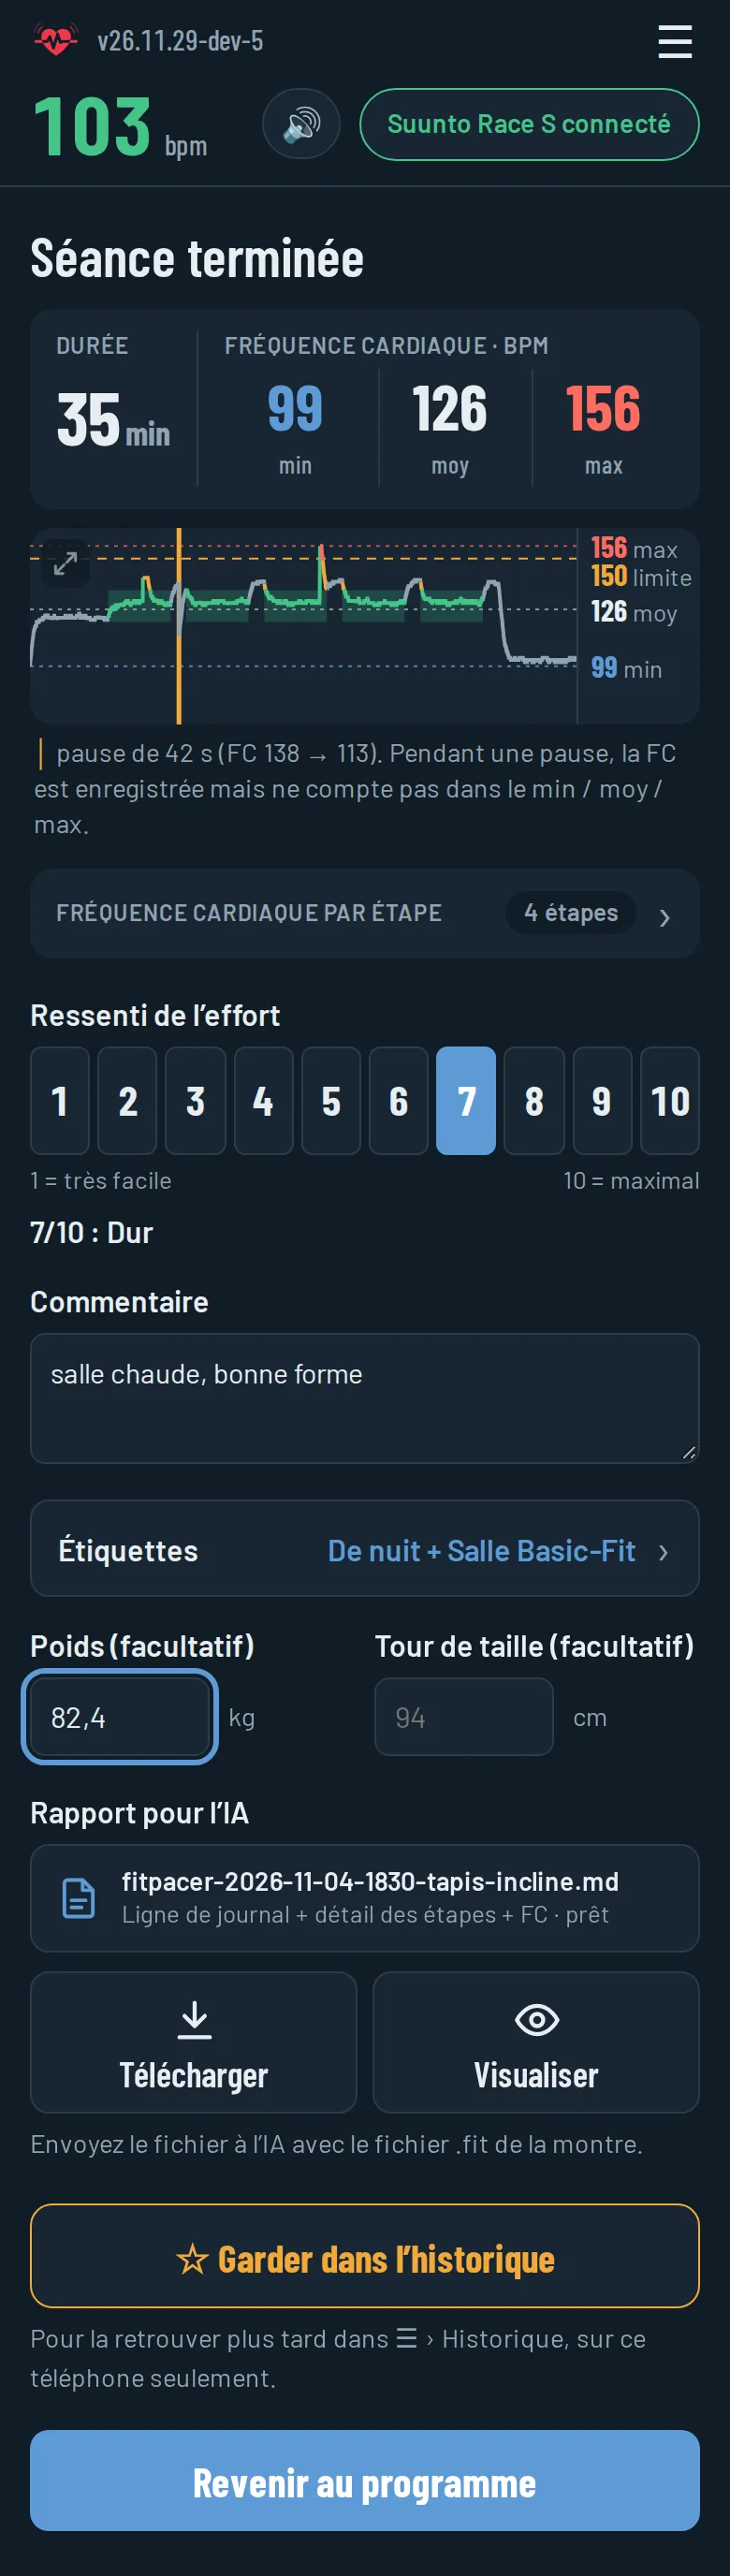 v26.11.29-dev-5
☰
103 bpm
Suunto Race S connecté
Séance terminée
DURÉE
35 min
FRÉQUENCE CARDIAQUE · BPM
99
min
126
moy
156
max
156 max
150 limite
126 moy
99 min
pause de 42 s (FC 138 → 113). Pendant une pause, la FC
est enregistrée mais ne compte pas dans le min / moy /
max.
FRÉQUENCE CARDIAQUE PAR ÉTAPE
4 étapes ›
Ressenti de l’effort
1 2 3 4 5 6 7 8 9 10
1 = très facile
10 = maximal
7/10 : Dur
Commentaire
salle chaude, bonne forme
Étiquettes
De nuit + Salle Basic-Fit ›
Poids (facultatif)
82,4 kg
Tour de taille (facultatif)
94 cm
Rapport pour l’IA
fitpacer-2026-11-04-1830-tapis-incline.md
Ligne de journal + détail des étapes + FC · prêt
Télécharger
Visualiser
Envoyez le fichier à l’IA avec le fichier .fit de la montre.
☆ Garder dans l’historique
Pour la retrouver plus tard dans ☰ › Historique, sur ce
téléphone seulement.
Revenir au programme